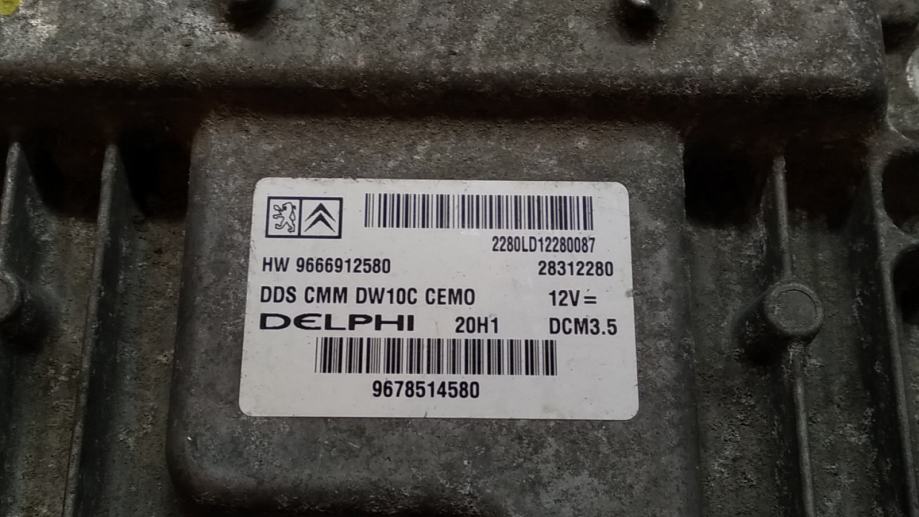 2280LD12280087
HW 9666912580 28312280
DDS CMM DW10C CEMO 12V=
DELPHI 20H1 DCM3.5
9678514580